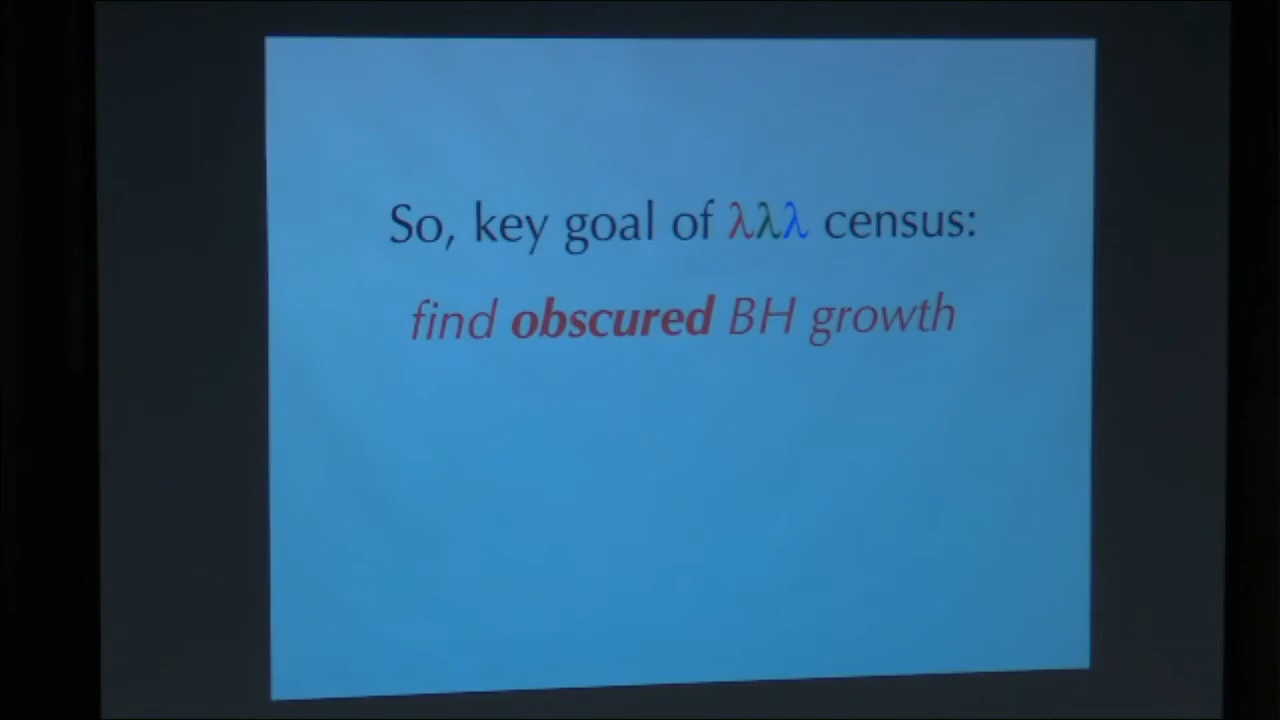 So, key goal of λλλ census:
find obscured BH growth